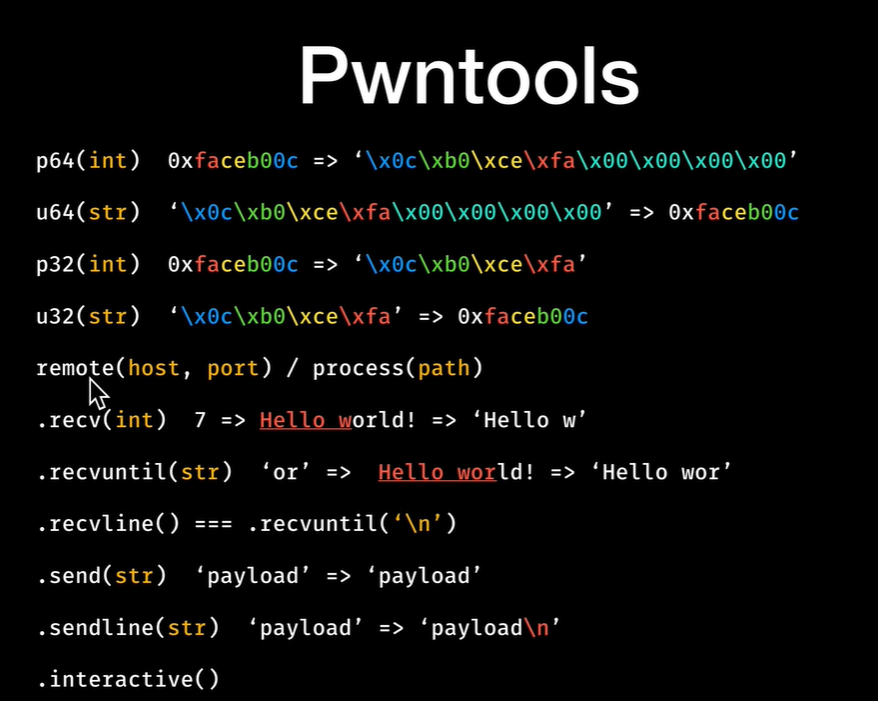 Pwntools
p64(int)  0xfaceb00c => ‘\x0c\xb0\xce\xfa\x00\x00\x00\x00’
u64(str)  ‘\x0c\xb0\xce\xfa\x00\x00\x00\x00’ => 0xfaceb00c
p32(int)  0xfaceb00c => ‘\x0c\xb0\xce\xfa’
u32(str)  ‘\x0c\xb0\xce\xfa’ => 0xfaceb00c
remote(host, port) / process(path)
.recv(int)  7 => Hello world! => ‘Hello w’
.recvuntil(str)  ‘or’ =>  Hello world! => ‘Hello wor’
.recvline() === .recvuntil(‘\n’)
.send(str)  ‘payload’ => ‘payload’
.sendline(str)  ‘payload’ => ‘payload\n’
.interactive()